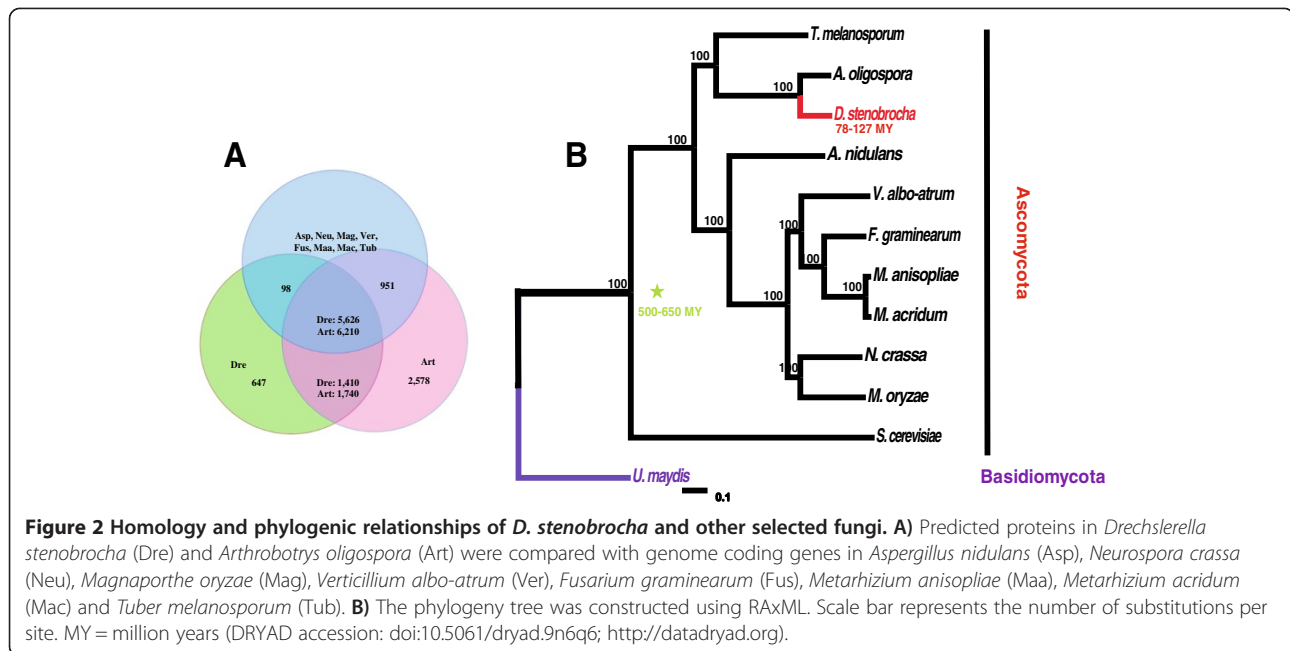 A
Asp, Neu, Mag, Ver,
Fus, Maa, Mac, Tub
98
951
Dre: 5,626
Art: 6,210
Dre
647
Dre: 1,410
Art: 1,740
Art
2,578
B
T. melanosporum
100
A. oligospora
100
100
D. stenobrocha
78-127 MY
100
A. nidulans
V. albo-atrum
100
100
F. graminearum
00
M. anisopliae
100
M. acridum
100
500-650 MY
100
N. crassa
100
M. oryzae
S. cerevisiae
U. maydis
0.1
Ascomycota
Basidiomycota
Figure 2 Homology and phylogenic relationships of D. stenobrocha and other selected fungi. A) Predicted proteins in Drechslerella
stenobrocha (Dre) and Arthrobotrys oligospora (Art) were compared with genome coding genes in Aspergillus nidulans (Asp), Neurospora crassa
(Neu), Magnaporthe oryzae (Mag), Verticillium albo-atrum (Ver), Fusarium graminearum (Fus), Metarhizium anisopliae (Maa), Metarhizium acridum
(Mac) and Tuber melanosporum (Tub). B) The phylogeny tree was constructed using RAxML. Scale bar represents the number of substitutions per
site. MY = million years (DRYAD accession: doi:10.5061/dryad.9n6q6; http://datadryad.org).